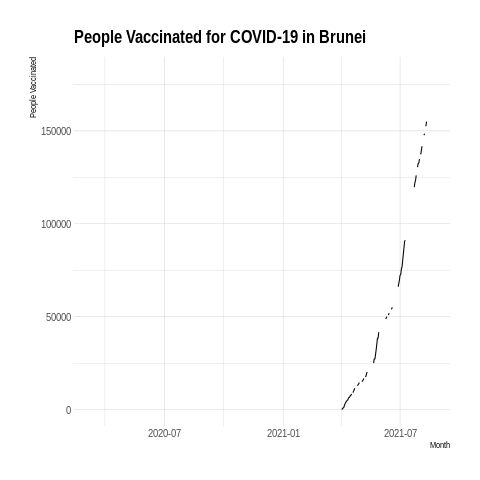 People Vaccinated for COVID-19 in Brunei
People Vaccinated
150000
100000
50000
0
2020-07 2021-01 2021-07
Month